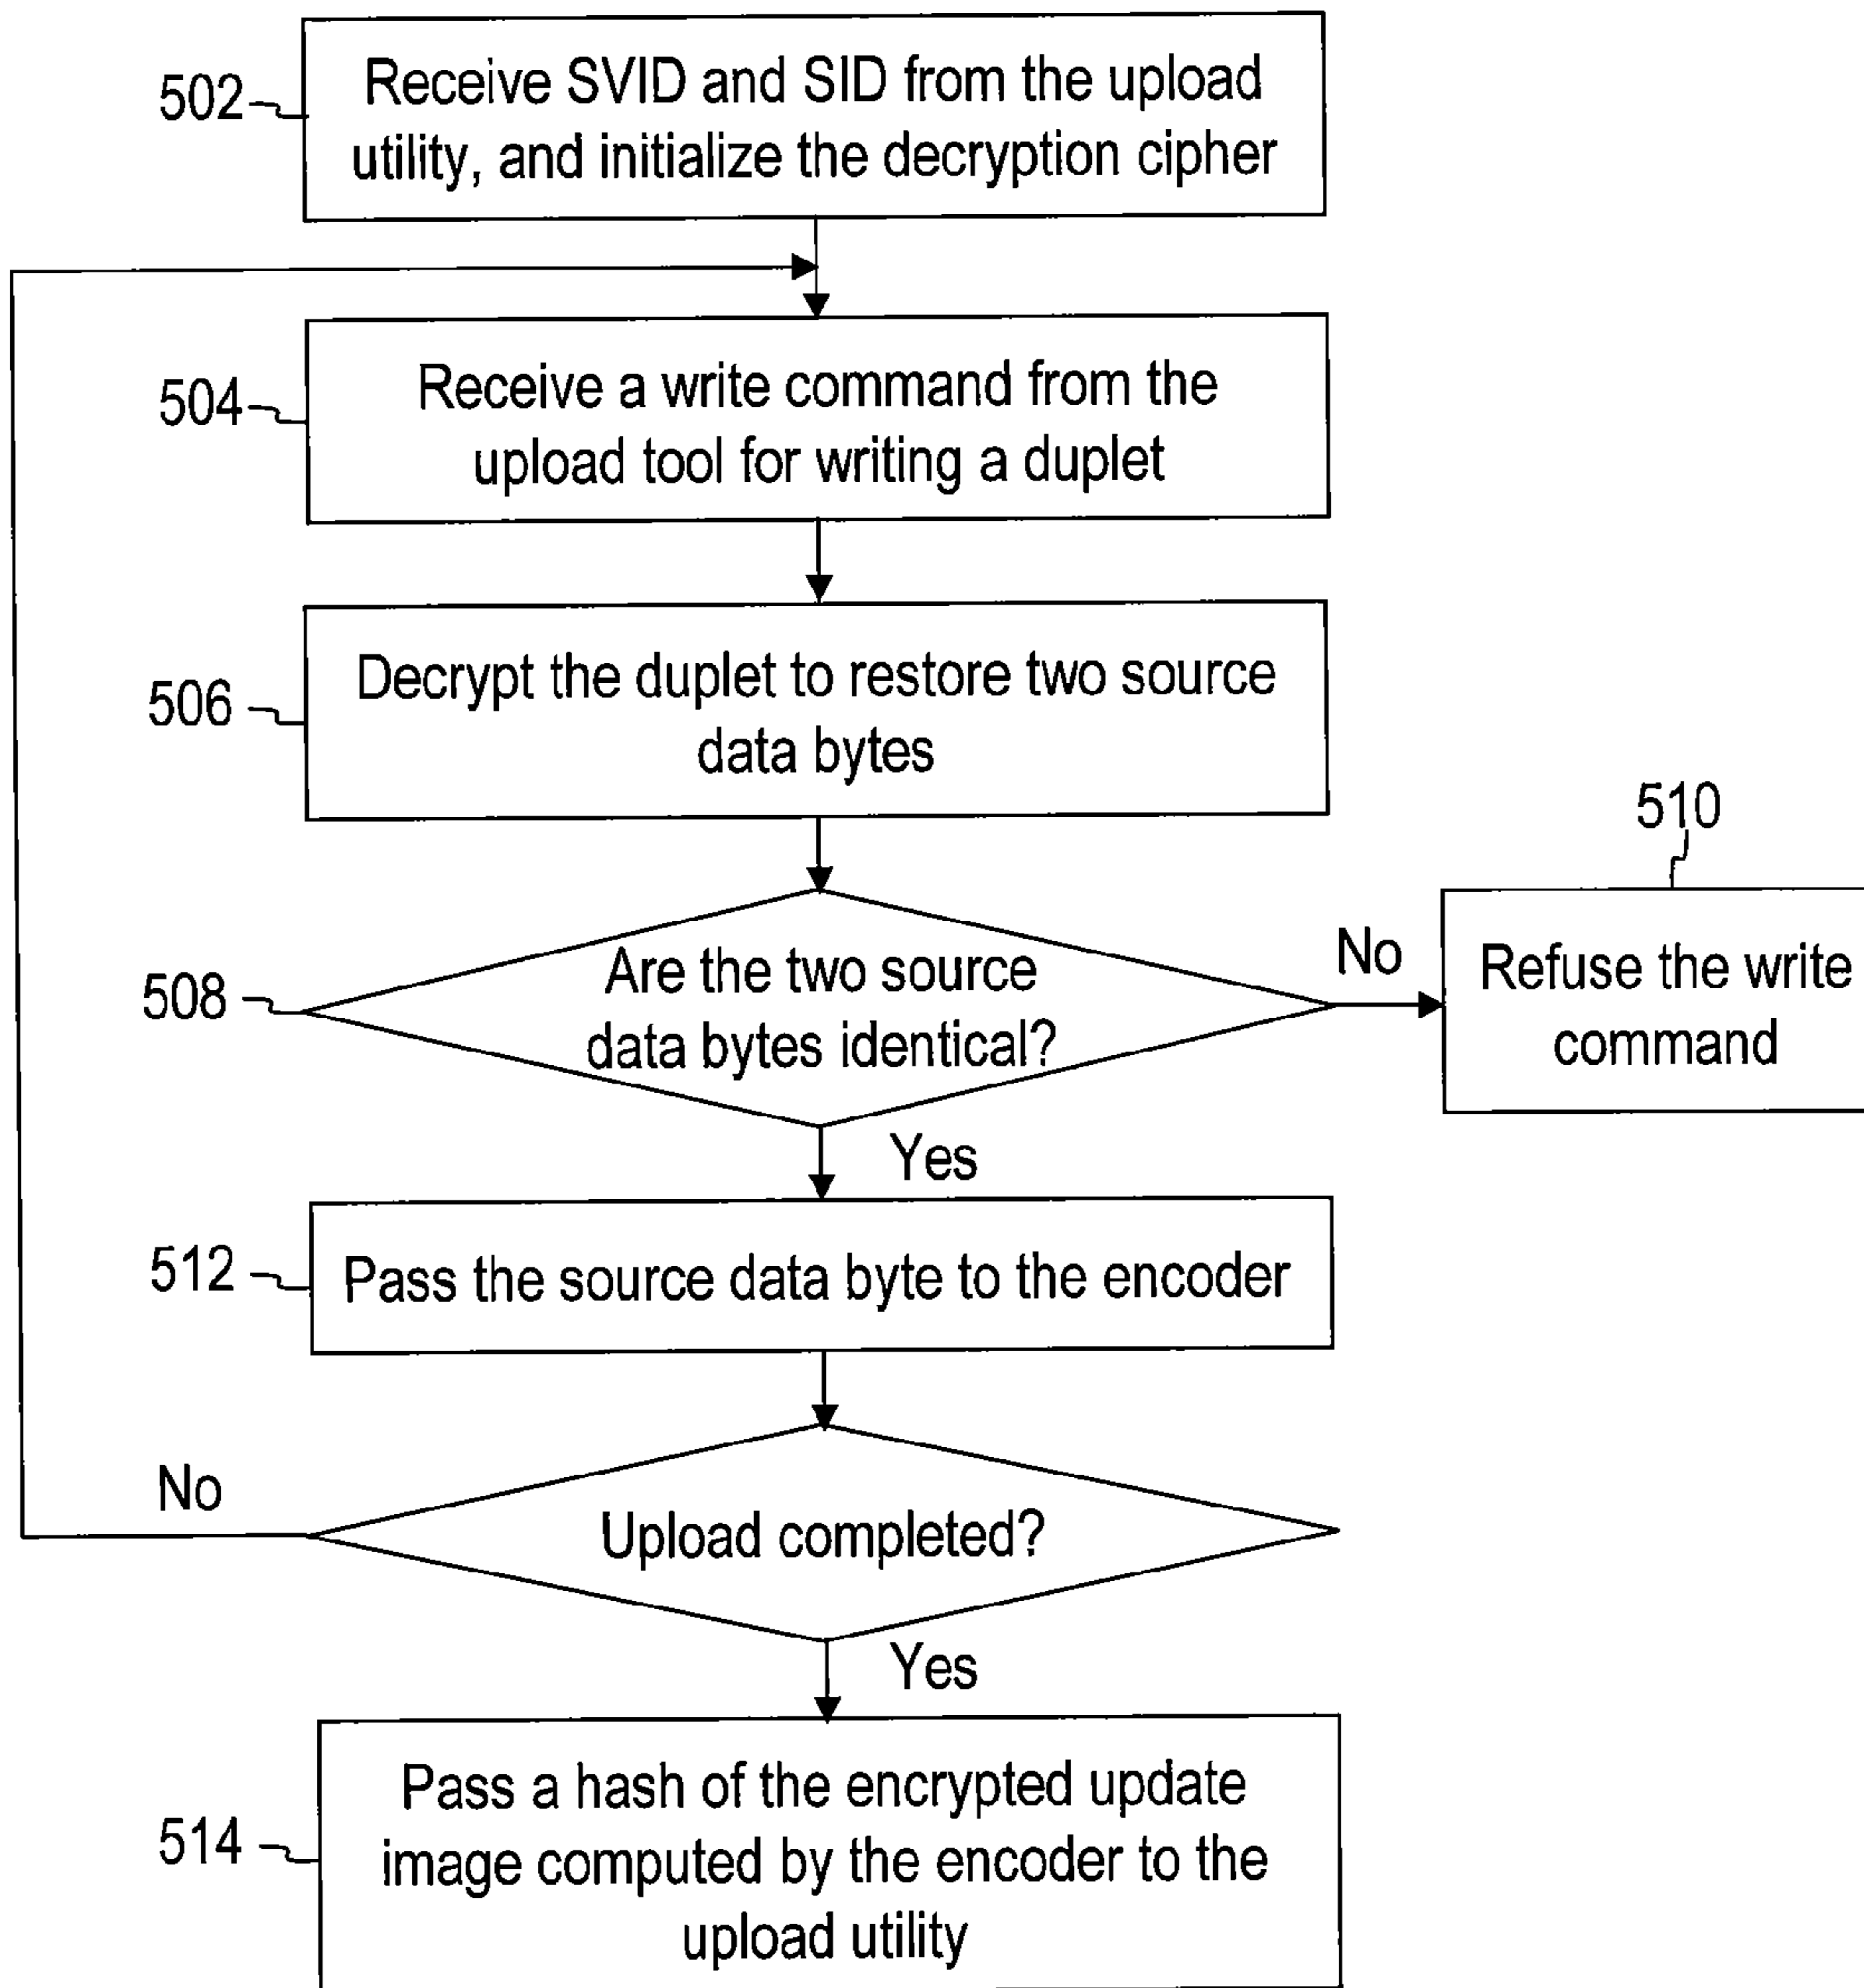 502
Receive SVID and SID from the upload
utility, and initialize the decryption cipher
504
Receive a write command from the
upload tool for writing a duplet
506
Decrypt the duplet to restore two source
data bytes
508
Are the two source
data bytes identical?
No
510
Refuse the write
command
Yes
512
Pass the source data byte to the encoder
No
Upload completed?
Yes
514
Pass a hash of the encrypted update
image computed by the encoder to the
upload utility